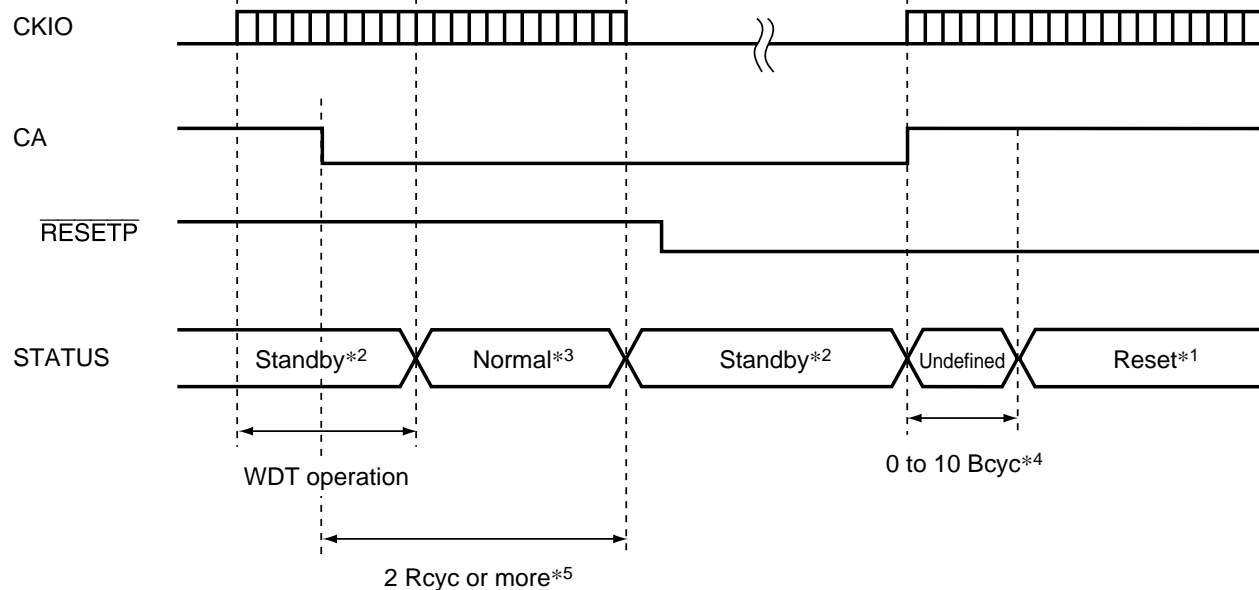 CKIO
CA
RESETP
STATUS
Standby*2 Normal*3 Standby*2 Undefined Reset*1
WDT operation
0 to 10 Bcyc*4
2 Rcyc or more*5